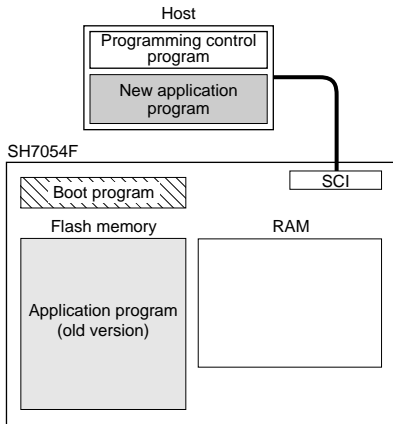 Host
Programming control
program
New application
program
SH7054F
SCI
Boot program
Flash memory
RAM
Application program
(old version)